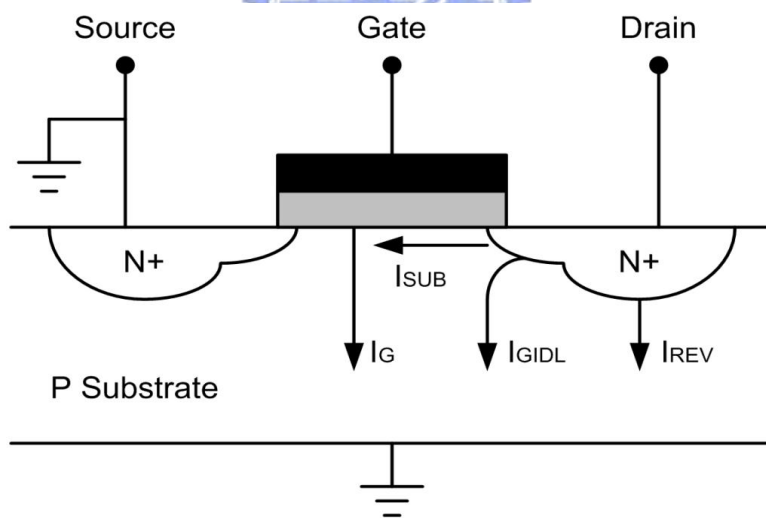 Source Gate Drain
N+ N+
ISUB
IG IGIDL IREV
P Substrate